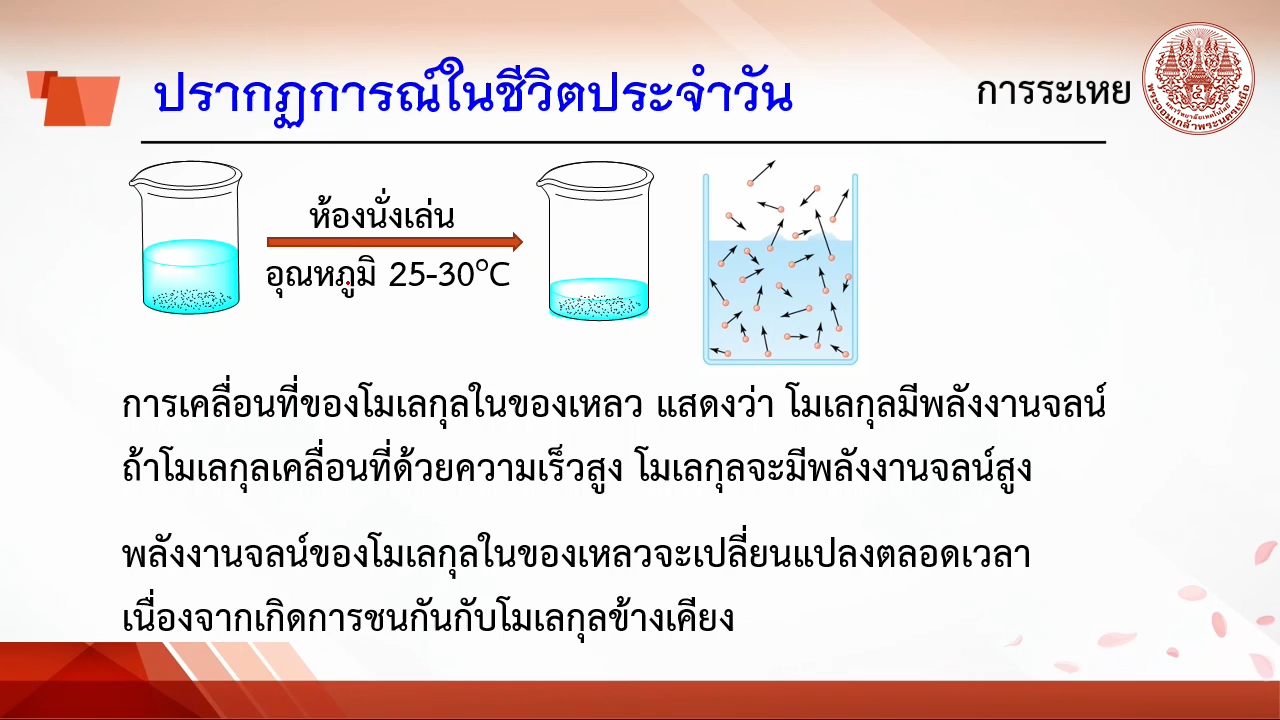 ปรากฏการณ์ในชีวิตประจำวัน
การระเหย
ห้องนั่งเล่น
อุณหภูมิ 25-30°C
การเคลื่อนที่ของโมเลกุลในของเหลว แสดงว่า โมเลกุลมีพลังงานจลน์
ถ้าโมเลกุลเคลื่อนที่ด้วยความเร็วสูง โมเลกุลจะมีพลังงานจลน์สูง
พลังงานจลน์ของโมเลกุลในของเหลวจะเปลี่ยนแปลงตลอดเวลา
เนื่องจากเกิดการชนกันกับโมเลกุลข้างเคียง